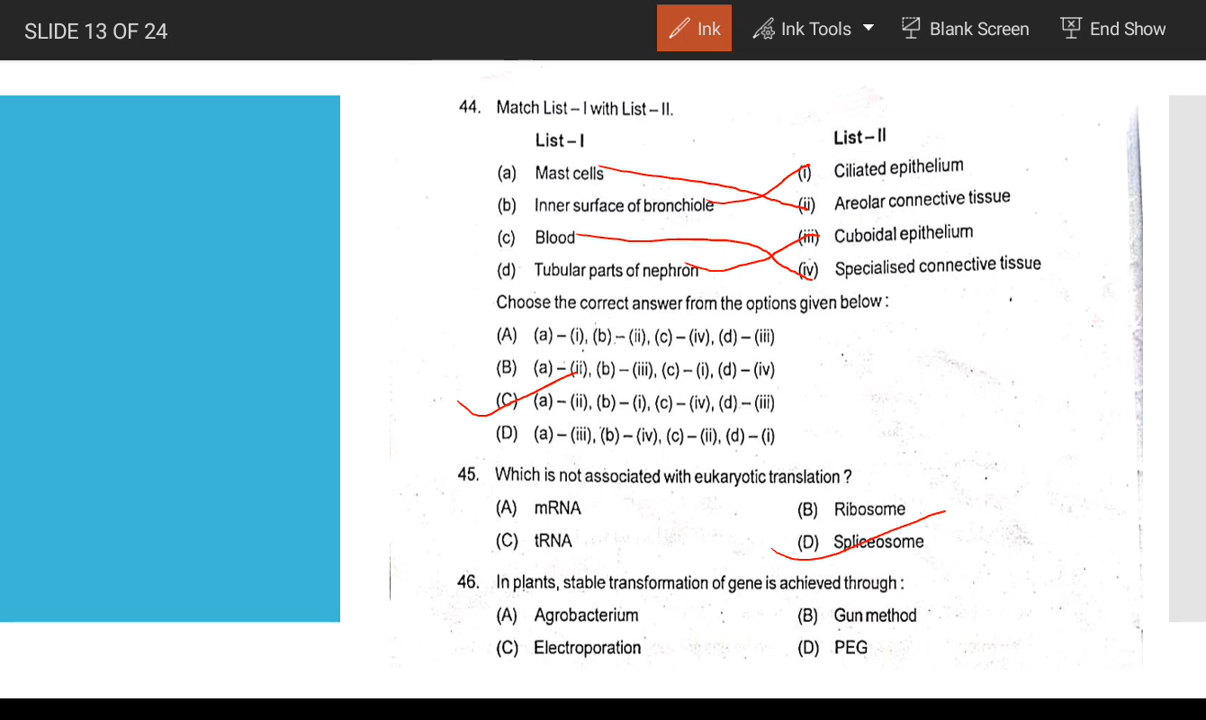 SLIDE 13 OF 24 Ink Ink Tools Blank Screen End Show
44. Match List – I with List – II.
List – I List – II
(a) Mast cells (i) Ciliated epithelium
(b) Inner surface of bronchiole (ii) Areolar connective tissue
(c) Blood (iii) Cuboidal epithelium
(d) Tubular parts of nephron (iv) Specialised connective tissue
Choose the correct answer from the options given below :
(A) (a) – (i), (b) – (ii), (c) – (iv), (d) – (iii)
(B) (a) – (ii), (b) – (iii), (c) – (i), (d) – (iv)
(C) (a) – (ii), (b) – (i), (c) – (iv), (d) – (iii)
(D) (a) – (iii), (b) – (iv), (c) – (ii), (d) – (i)
45. Which is not associated with eukaryotic translation ?
(A) mRNA (B) Ribosome
(C) tRNA (D) Spliceosome
46. In plants, stable transformation of gene is achieved through :
(A) Agrobacterium (B) Gun method
(C) Electroporation (D) PEG